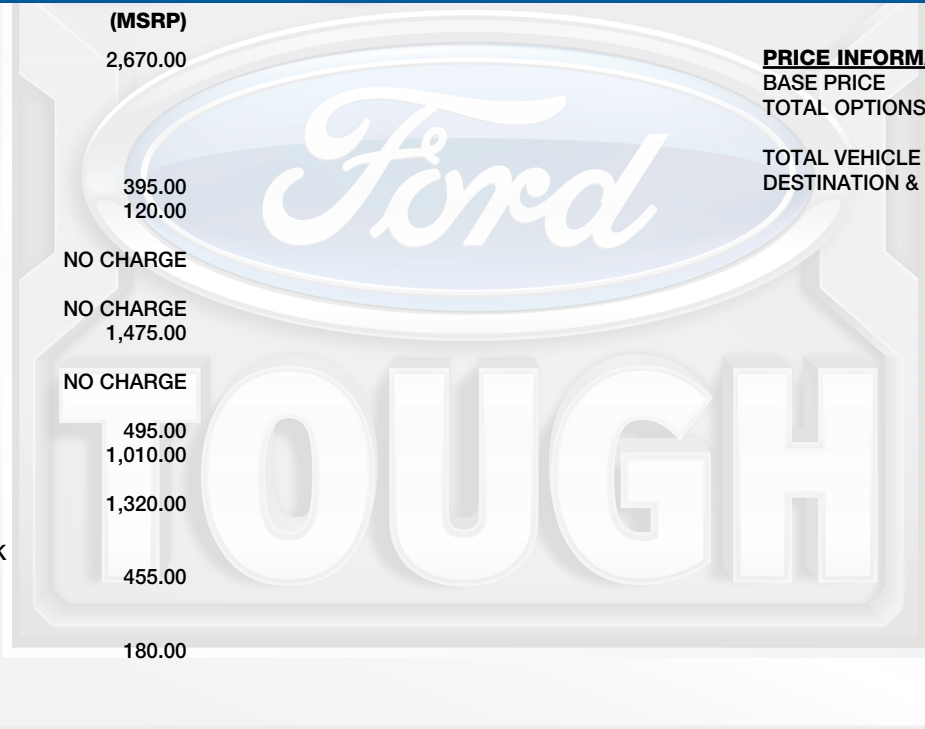 (MSRP)
2,670.00
395.00
120.00
NO CHARGE
NO CHARGE
1,475.00
NO CHARGE
495.00
1,010.00
1,320.00
K
455.00
180.00
PRICE INFORMA
BASE PRICE
TOTAL OPTIONS
TOTAL VEHICLE
DESTINATION &
Ford
TOUGH